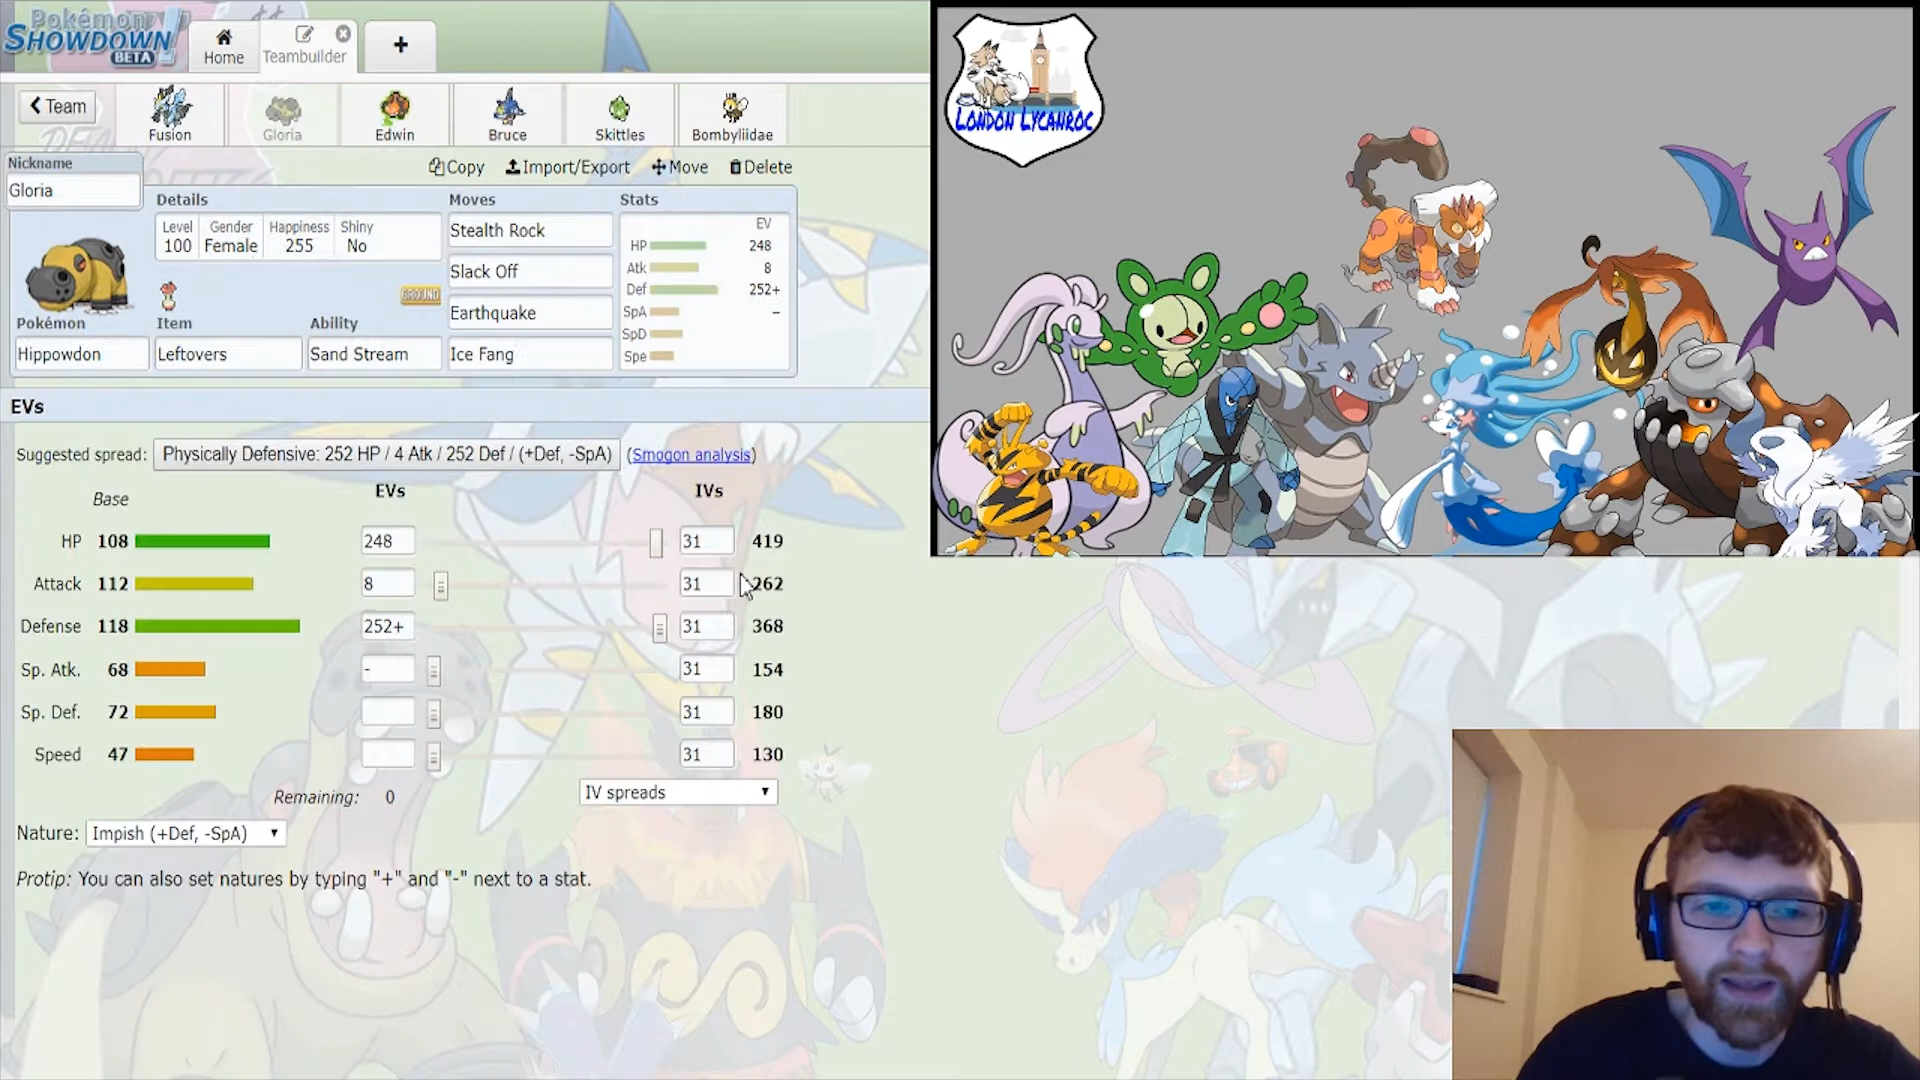 Pokémon
SHOWDOWN!
BETA
Home
Teambuilder
+
Team
Fusion
Gloria
Edwin
Bruce
Skittles
Bombyliidae
Nickname
Gloria
Copy
Import/Export
Move
Delete
Details
Moves
Stats
Level
100
Gender
Female
Happiness
255
Shiny
No
Stealth Rock
Slack Off
Earthquake
Ice Fang
EV
HP 248
Atk 8
Def 252+
SpA –
SpD
Spe
GROUND
Pokémon
Hippowdon
Item
Leftovers
Ability
Sand Stream
EVs
Suggested spread: Physically Defensive: 252 HP / 4 Atk / 252 Def / (+Def, -SpA) (Smogon analysis)
Base EVs IVs
HP 108 248 31 419
Attack 112 8 31 262
Defense 118 252+ 31 368
Sp. Atk. 68 - 31 154
Sp. Def. 72 31 180
Speed 47 31 130
Remaining: 0
IV spreads
Nature: Impish (+Def, -SpA)
Protip: You can also set natures by typing "+" and "-" next to a stat.
LONDON LYCANROC